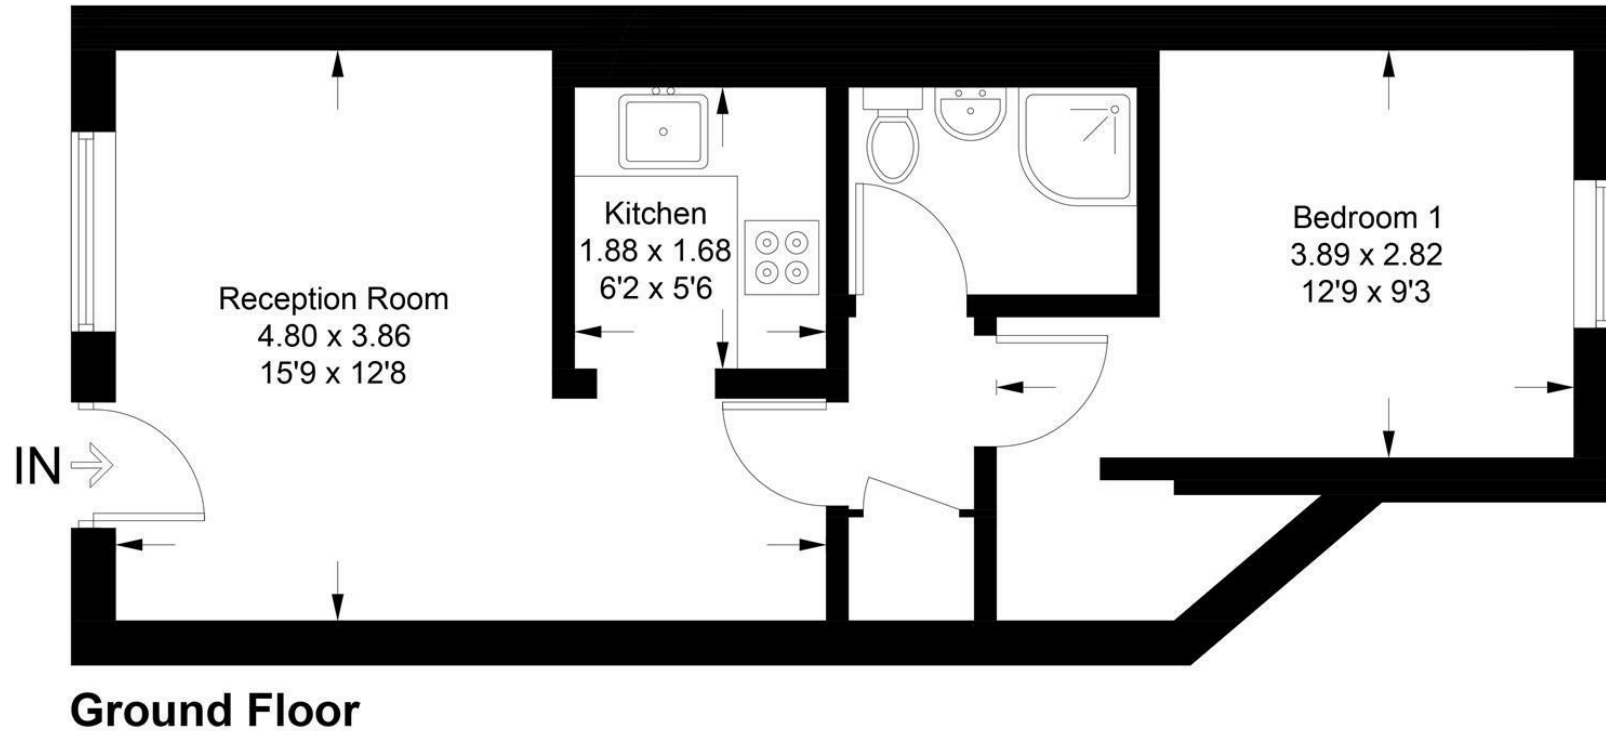 Reception Room
4.80 x 3.86
15'9 x 12'8
Kitchen
1.88 x 1.68
6'2 x 5'6
Bedroom 1
3.89 x 2.82
12'9 x 9'3
IN
Ground Floor